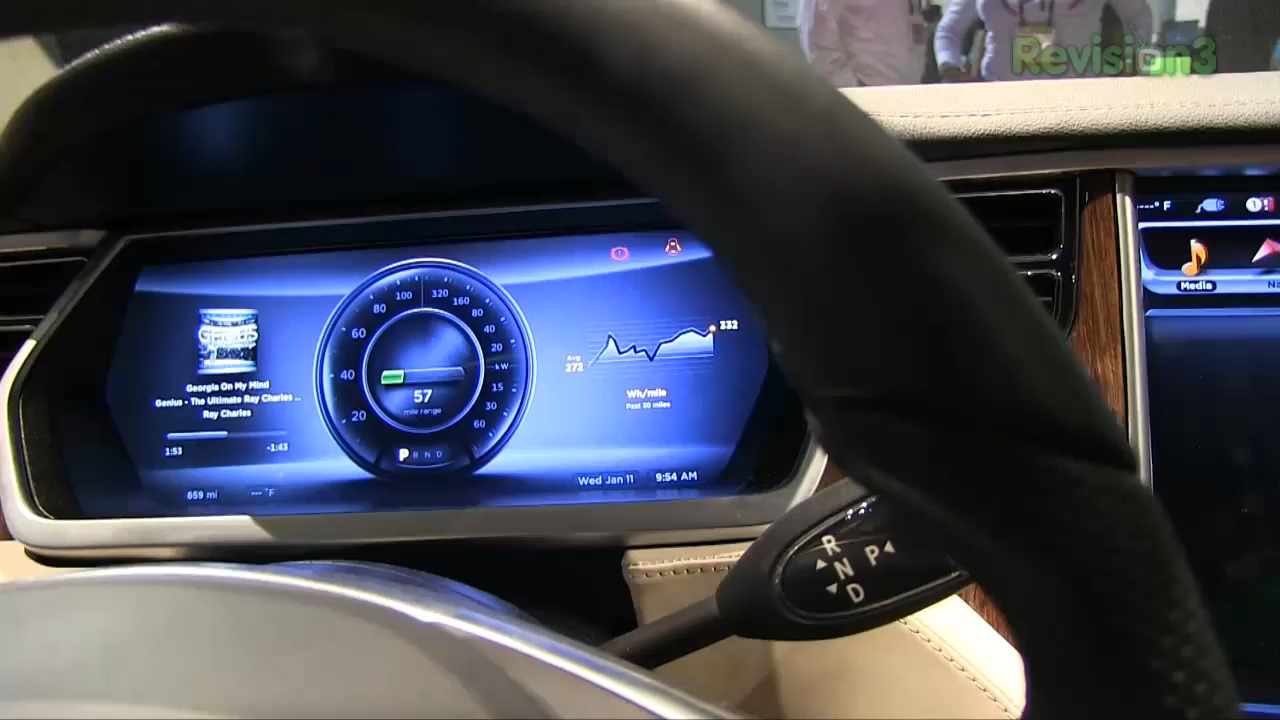 Revision3
---° F
Media
GENIUS
Georgia On My Mind
Genius - The Ultimate Ray Charles ...
Ray Charles
1:53
-1:43
659 mi
--- °F
100
80
60
40
20
320
160
80
40
20
kW
15
30
60
57
mile range
P R N D
332
Avg
272
Wh/mile
Past 30 miles
Wed Jan 11
9:54 AM
R
N
D
P